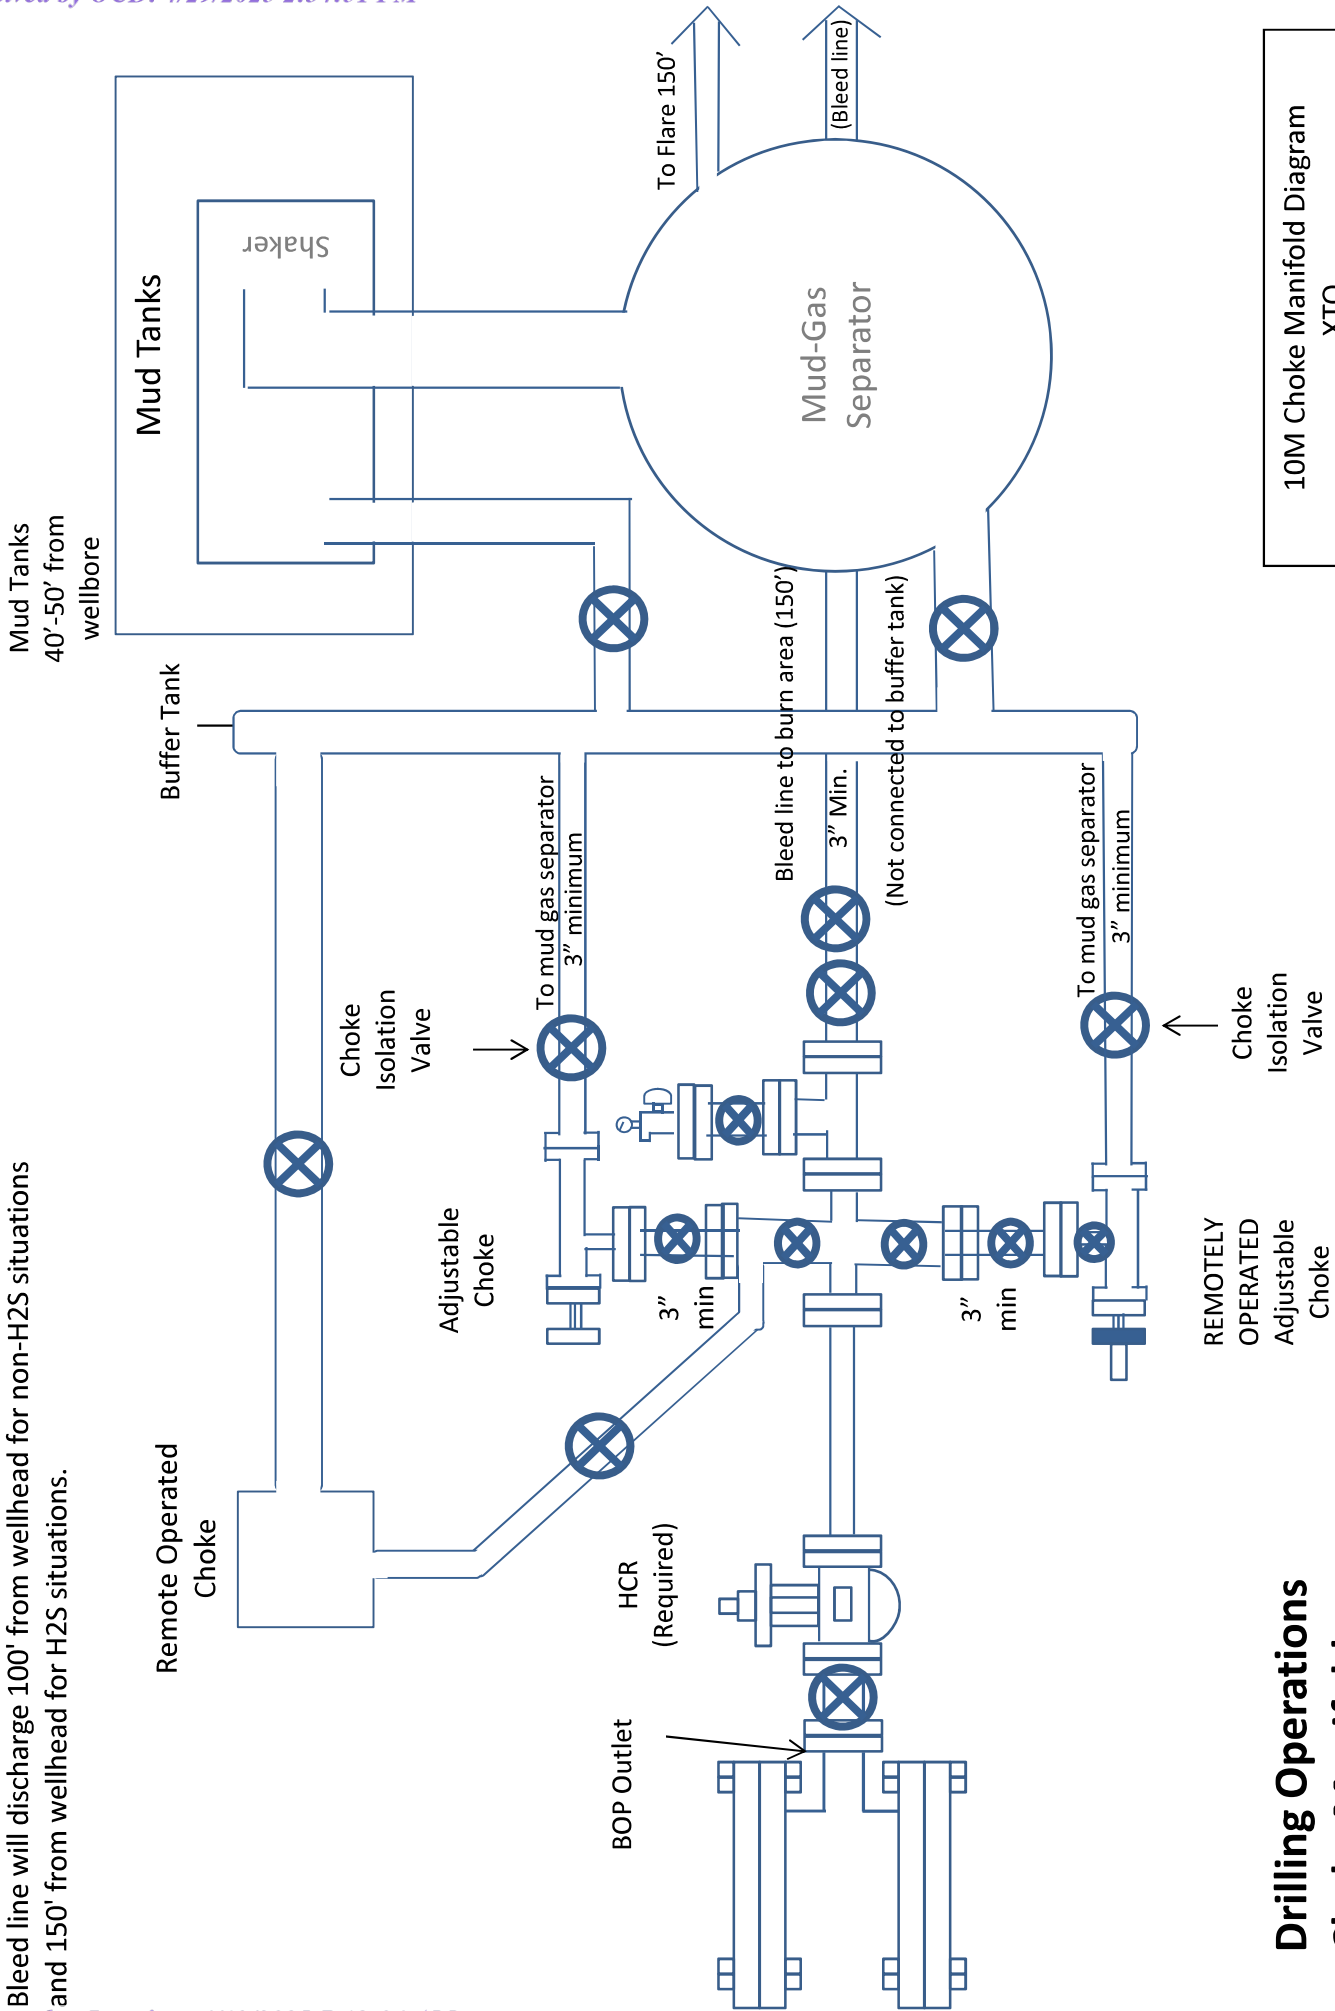 Bleed line will discharge 100' from wellhead for non-H2S situations
and 150' from wellhead for H2S situations.
Mud Tanks
40’-50’ from
wellbore
Mud Tanks
Shaker
Buffer Tank
Remote Operated
Choke
To Flare 150’
(Bleed line)
Mud-Gas
Separator
Choke
Isolation
Valve
To mud gas separator
3” minimum
Adjustable
Choke
3”
min
Bleed line to burn area (150’)
3” Min.
(Not connected to buffer tank)
HCR
(Required)
BOP Outlet
3”
min
To mud gas separator
3” minimum
Choke
Isolation
Valve
REMOTELY
OPERATED
Adjustable
Choke
10M Choke Manifold Diagram
XTO
Drilling Operations